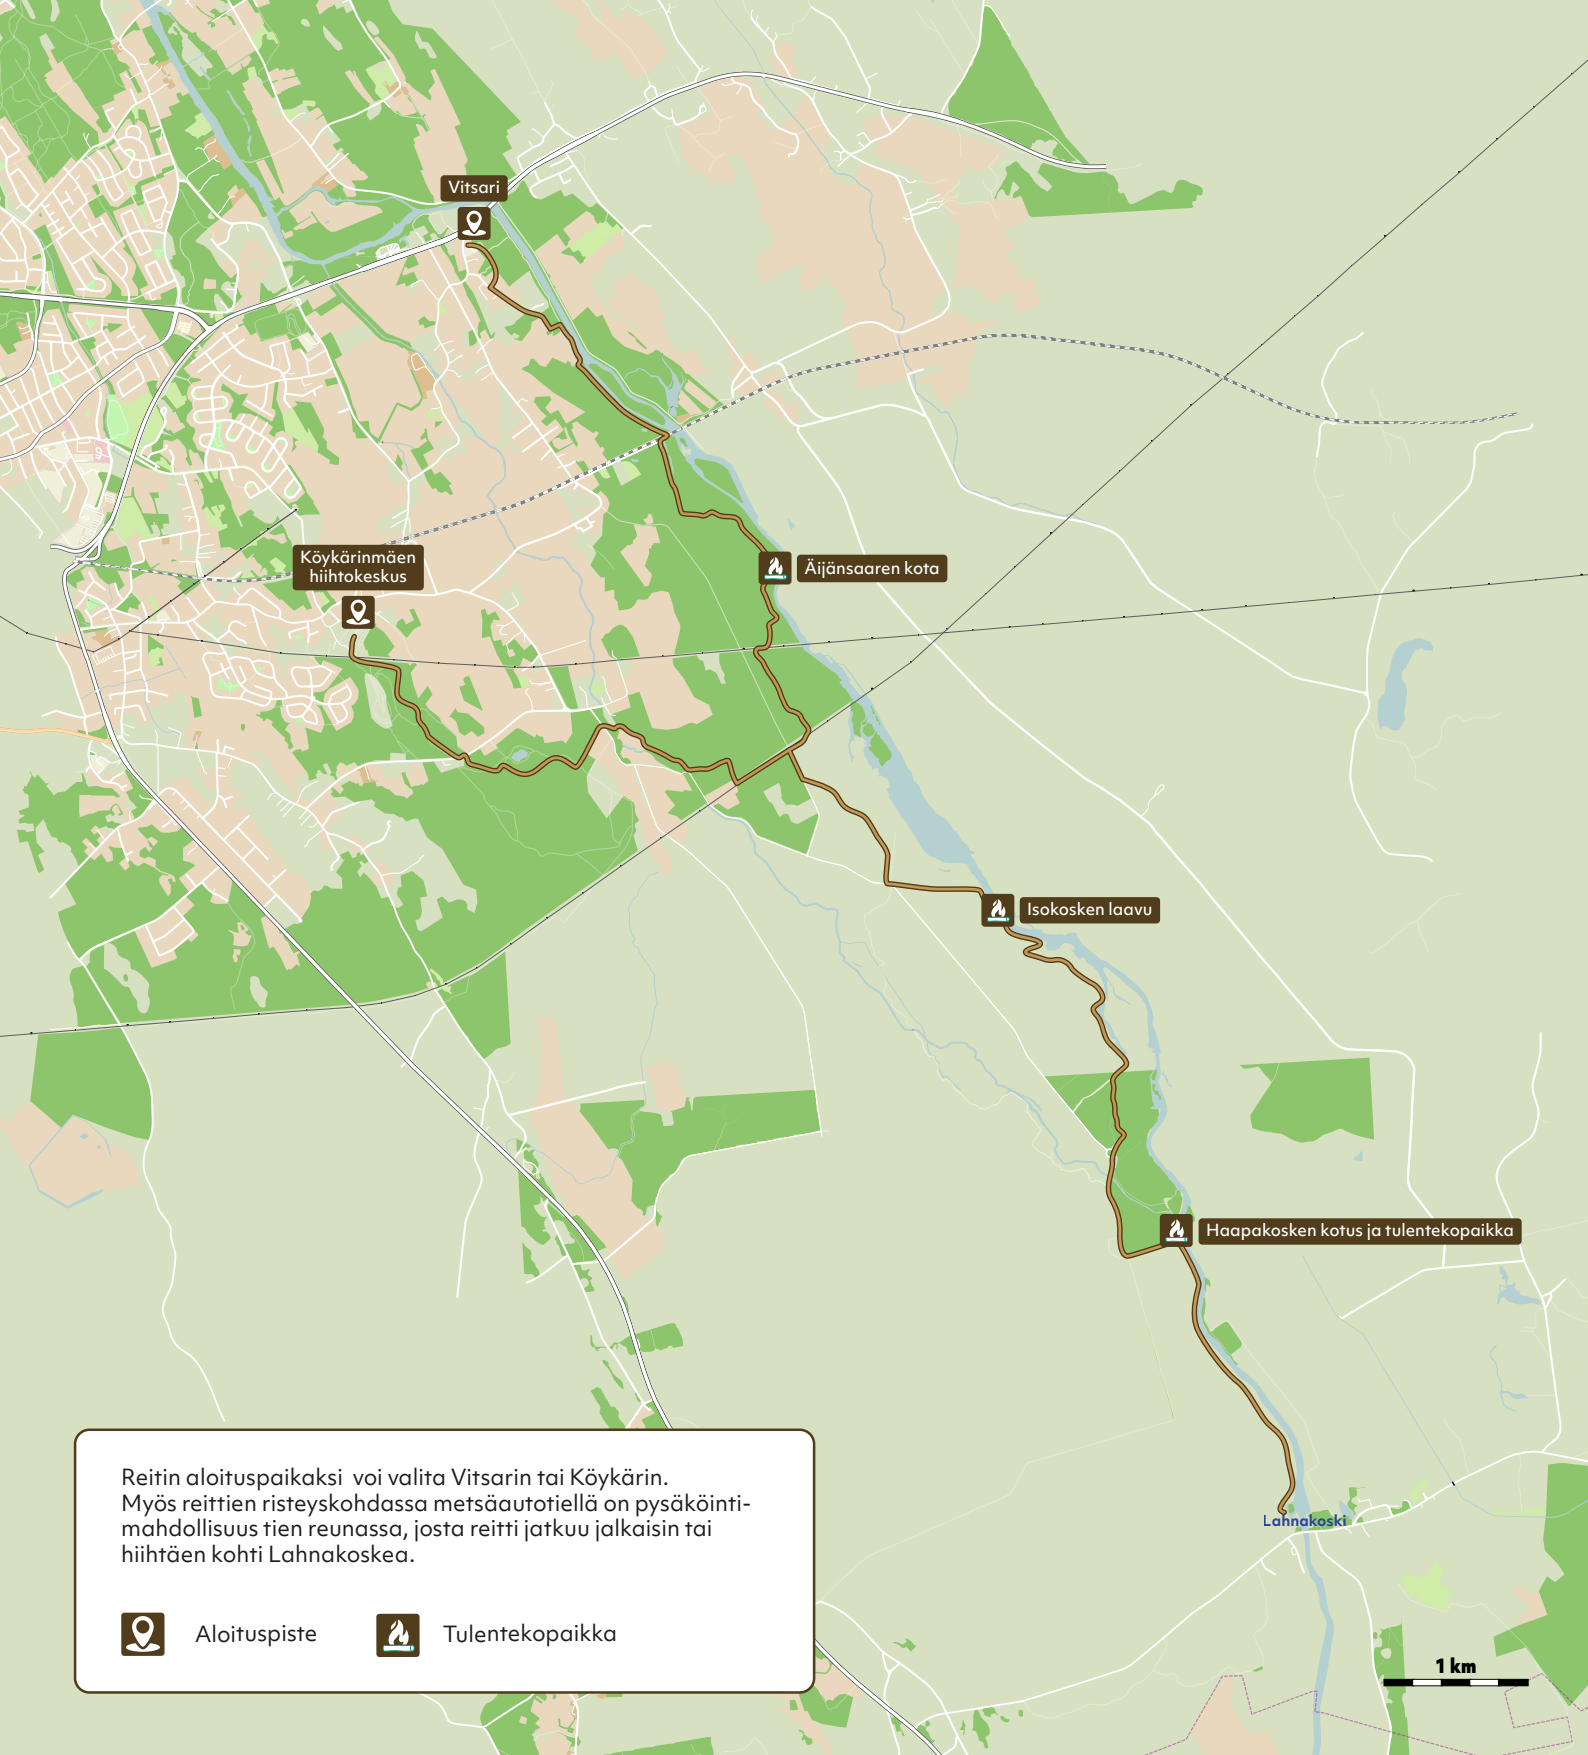 Vitsari
Köykärinmäen
hiihtokeskus
Äijänsaaren kota
Isokosken laavu
Haapakosken kotus ja tulentekopaikka
Lahnakoski
Reitin aloituspaikaksi  voi valita Vitsarin tai Köykärin.
Myös reittien risteyskohdassa metsäautotiellä on pysäköinti-
mahdollisuus tien reunassa, josta reitti jatkuu jalkaisin tai
hiihtäen kohti Lahnakoskea.
Aloituspiste
Tulentekopaikka
1 km